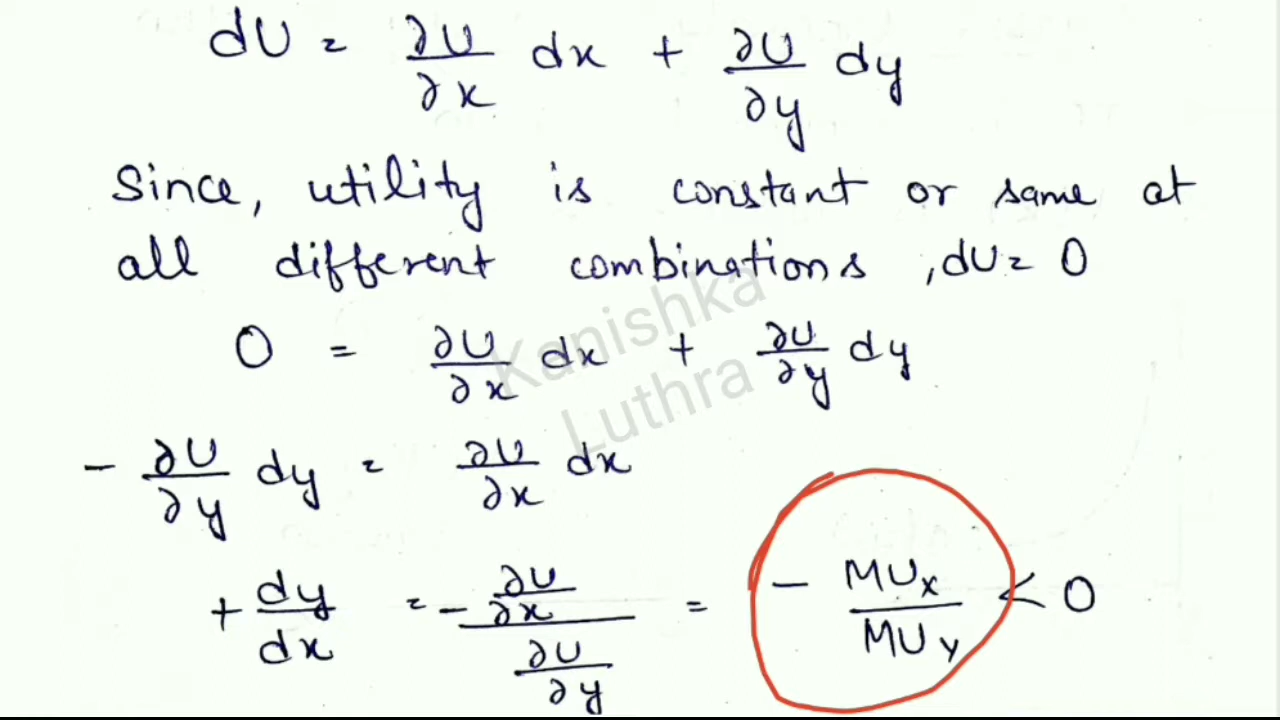 dU = ∂U/∂x dx + ∂U/∂y dy
Since, utility is constant or same at
all different combinations, dU = 0
0 = ∂U/∂x dx + ∂U/∂y dy
- ∂U/∂y dy = ∂U/∂x dx
+ dy/dx = - (∂U/∂x)/(∂U/∂y) = - MUx/MUy < 0
Kanishka
Luthra